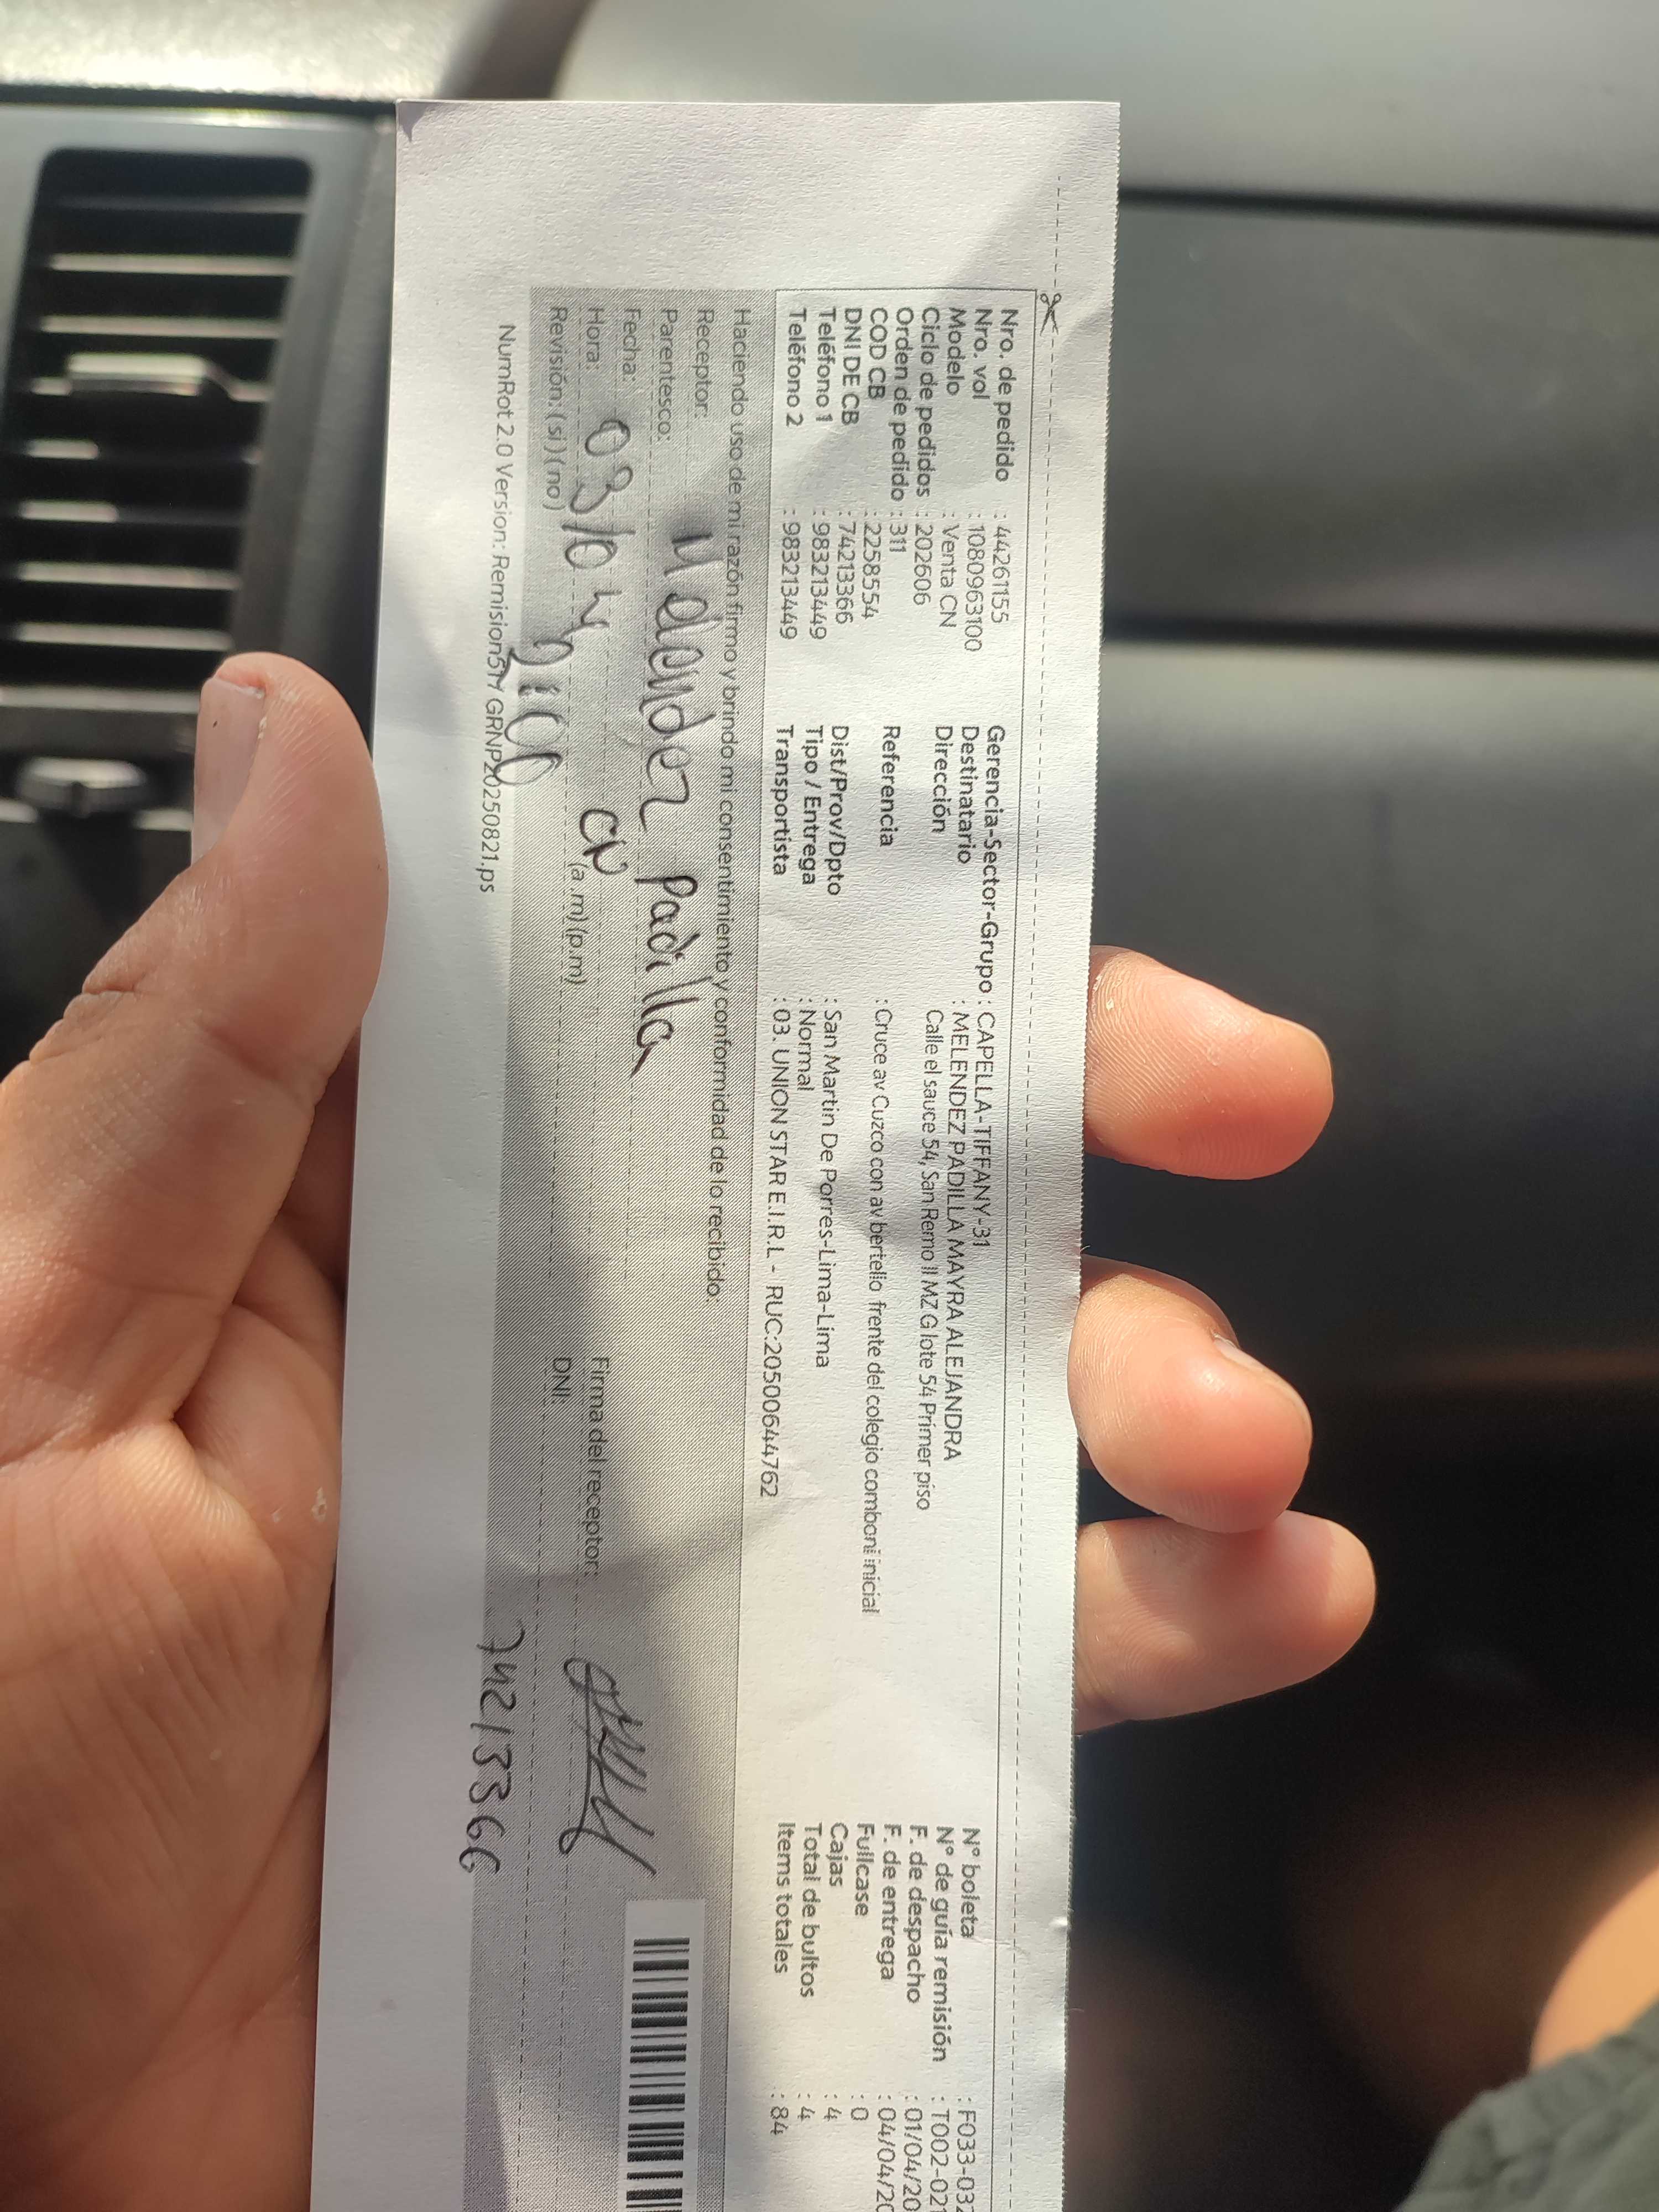 Nro. de pedido : 44261155
Nro. vol : 1080963100
Modelo : Venta CN
Ciclo de pedidos : 202606
Orden de pedido : 311
COD CB : 2258554
DNI DE CB : 74213366
Teléfono 1 : 983213449
Teléfono 2 : 983213449
Gerencia-Sector-Grupo : CAPELLA-TIFFANY-31
Destinatario : MELENDEZ PADILLA MAYRA ALEJANDRA
Dirección Calle el sauce 54, San Remo II MZ G lote 54 Primer piso
Referencia : Cruce av Cuzco con av bertelio frente del colegio comboni inicial
Dist/Prov/Dpto : San Martin De Porres-Lima-Lima
Tipo / Entrega : Normal
Transportista : 03. UNION STAR E.I.R.L - RUC:20500644762
N° boleta : F033-032
N° de guía remisión : T002-021
F. de despacho : 01/04/20
F. de entrega : 04/04/20
Fullcase : 0
Cajas : 4
Total de bultos : 4
Items totales : 84
Haciendo uso de mi razón firmo y brindo mi consentimiento y conformidad de lo recibido:
Receptor: Melendez Padilla
Parentesco: CN
Fecha: 03/04
Hora: 9:00 (a.m)(p.m) Firma del receptor:
Revisión: (si) (no) DNI: 74213366
NumRot 2.0 Version: Remision511 GRNP20250821.ps